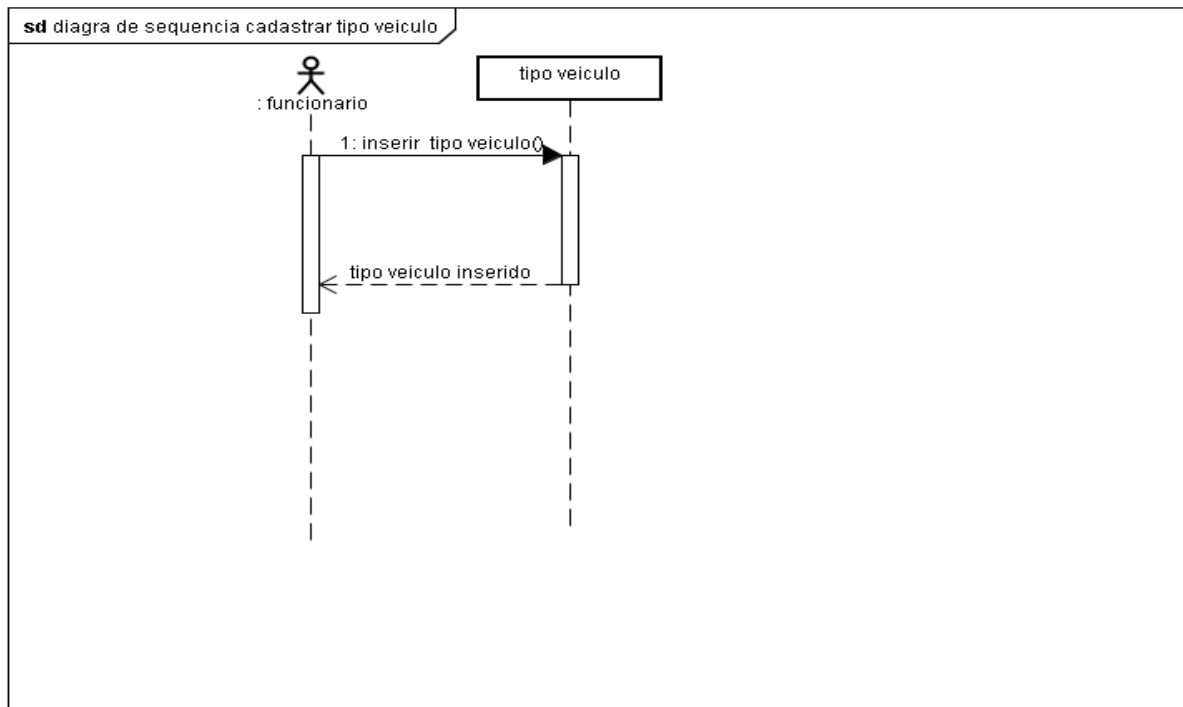 sd diagra de sequencia cadastrar tipo veiculo
tipo veiculo
: funcionario
1: inserir tipo veiculo()
tipo veiculo inserido